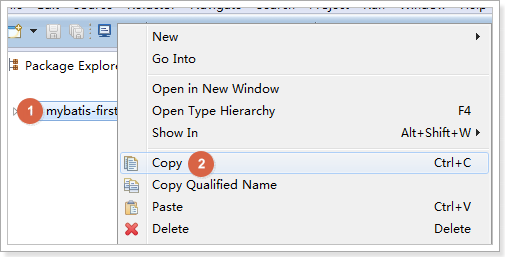 New
Go Into
Package Explor
Open in New Window
1 mybatis-first
Open Type Hierarchy F4
Show In Alt+Shift+W
Copy 2 Ctrl+C
Copy Qualified Name
Paste Ctrl+V
Delete Delete